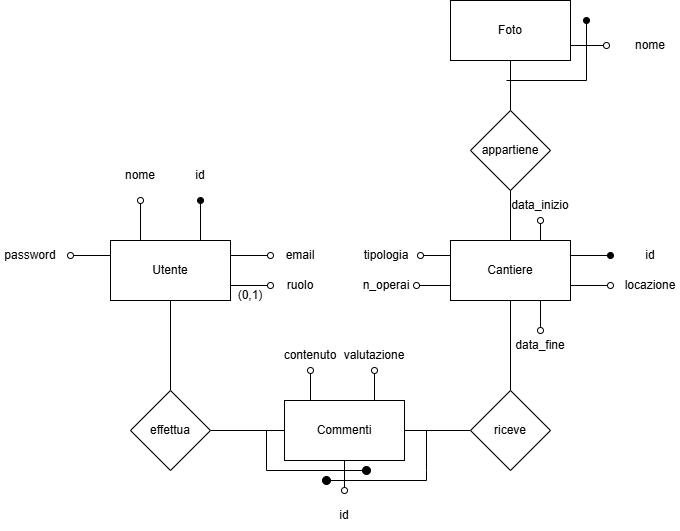 Foto
nome
appartiene
nome
id
data_inizio
password
Utente
email
ruolo
(0,1)
tipologia
n_operai
Cantiere
id
locazione
data_fine
contenuto
valutazione
effettua
Commenti
riceve
id